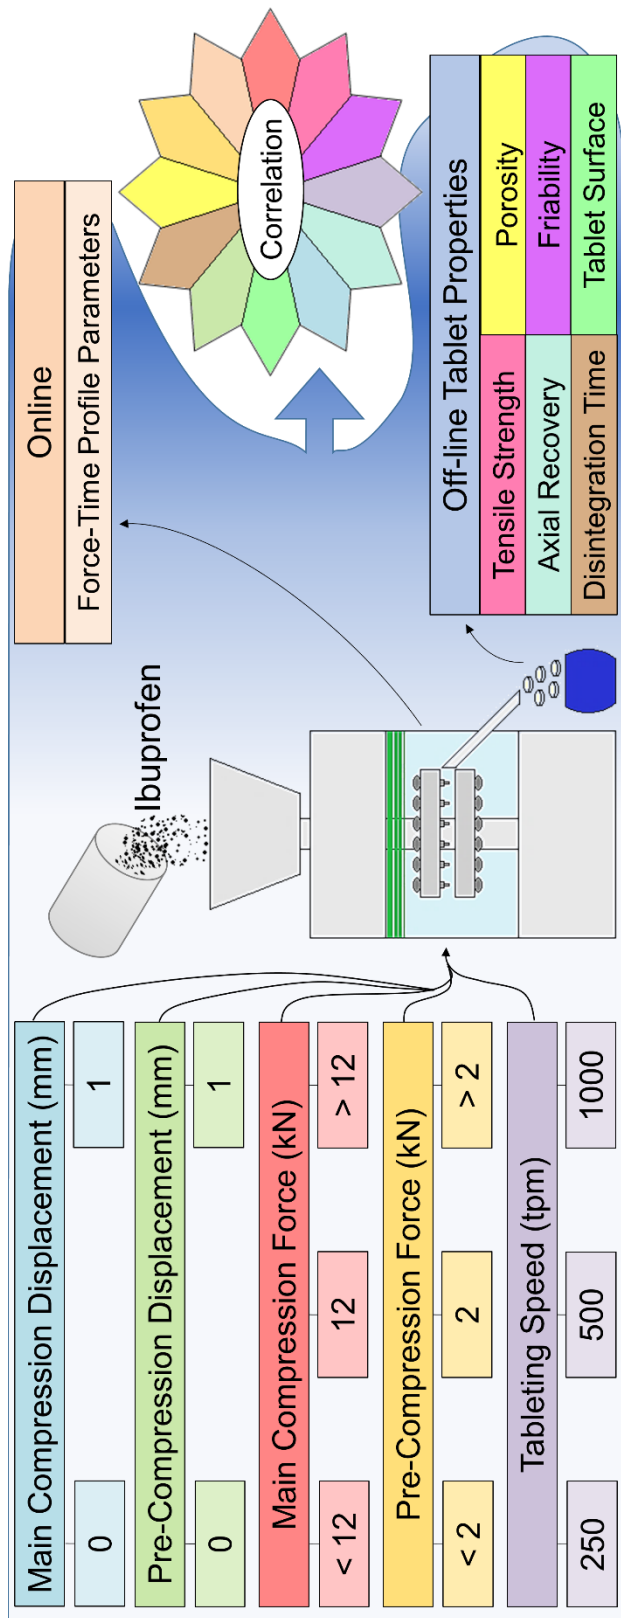 Main Compression Displacement (mm)
0 1
Pre-Compression Displacement (mm)
0 1
Main Compression Force (kN)
< 12 12 > 12
Pre-Compression Force (kN)
< 2 2 > 2
Tableting Speed (tpm)
250 500 1000
Ibuprofen
Online
Force-Time Profile Parameters
Correlation
Off-line Tablet Properties
Tensile Strength Porosity
Axial Recovery Friability
Disintegration Time Tablet Surface